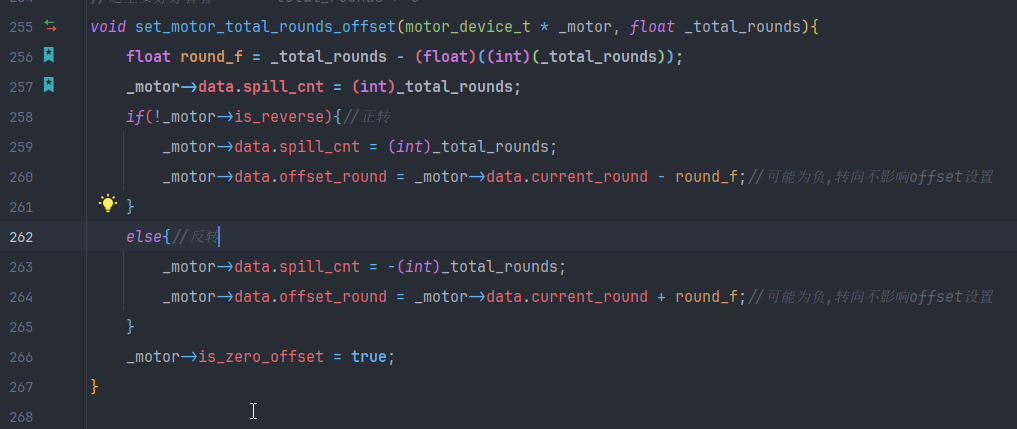 255 void set_motor_total_rounds_offset(motor_device_t * _motor, float _total_rounds){
256 float round_f = _total_rounds - (float)((int)(_total_rounds));
257 _motor->data.spill_cnt = (int)_total_rounds;
258 if(!_motor->is_reverse){//正转
259 _motor->data.spill_cnt = (int)_total_rounds;
260 _motor->data.offset_round = _motor->data.current_round - round_f;//可能为负,转向不影响offset设置
261 }
262 else{//反转
263 _motor->data.spill_cnt = -(int)_total_rounds;
264 _motor->data.offset_round = _motor->data.current_round + round_f;//可能为负,转向不影响offset设置
265 }
266 _motor->is_zero_offset = true;
267 }
268